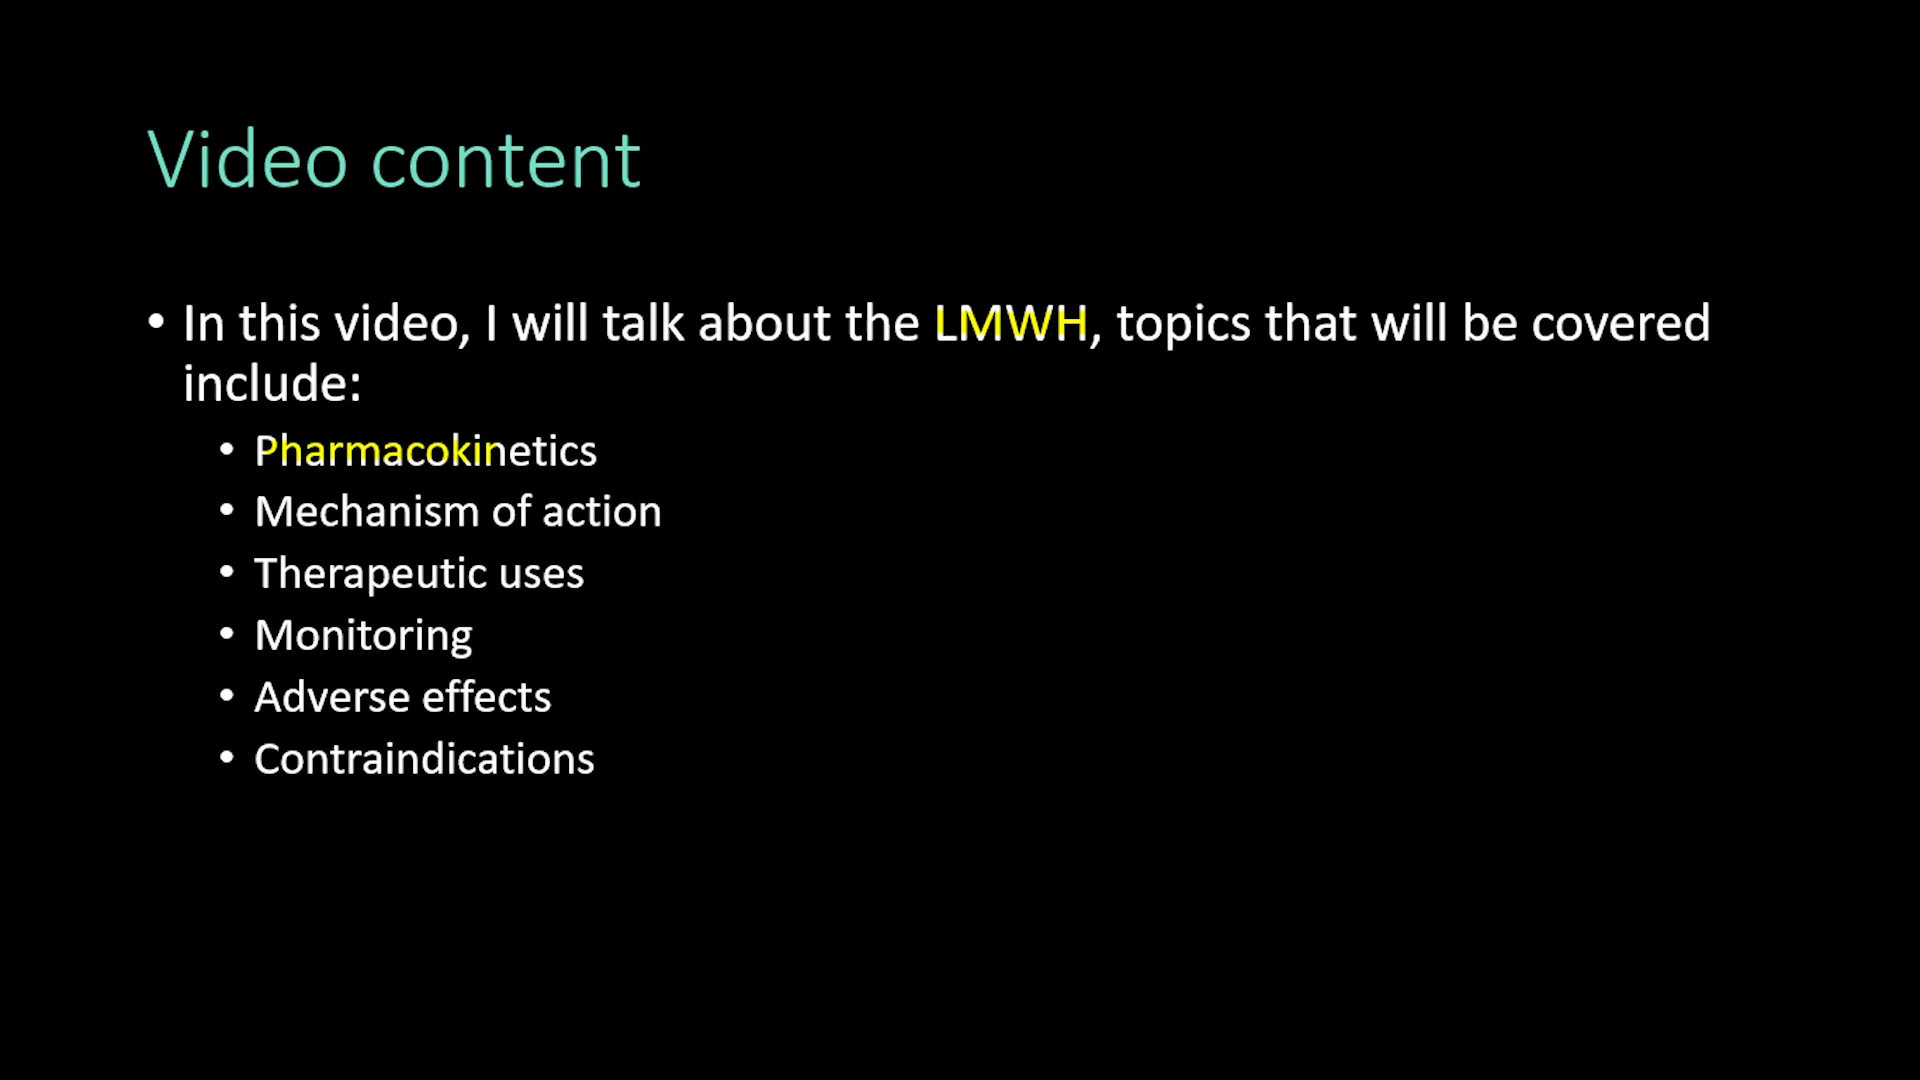 Video content
• In this video, I will talk about the LMWH, topics that will be covered
include:
• Pharmacokinetics
• Mechanism of action
• Therapeutic uses
• Monitoring
• Adverse effects
• Contraindications